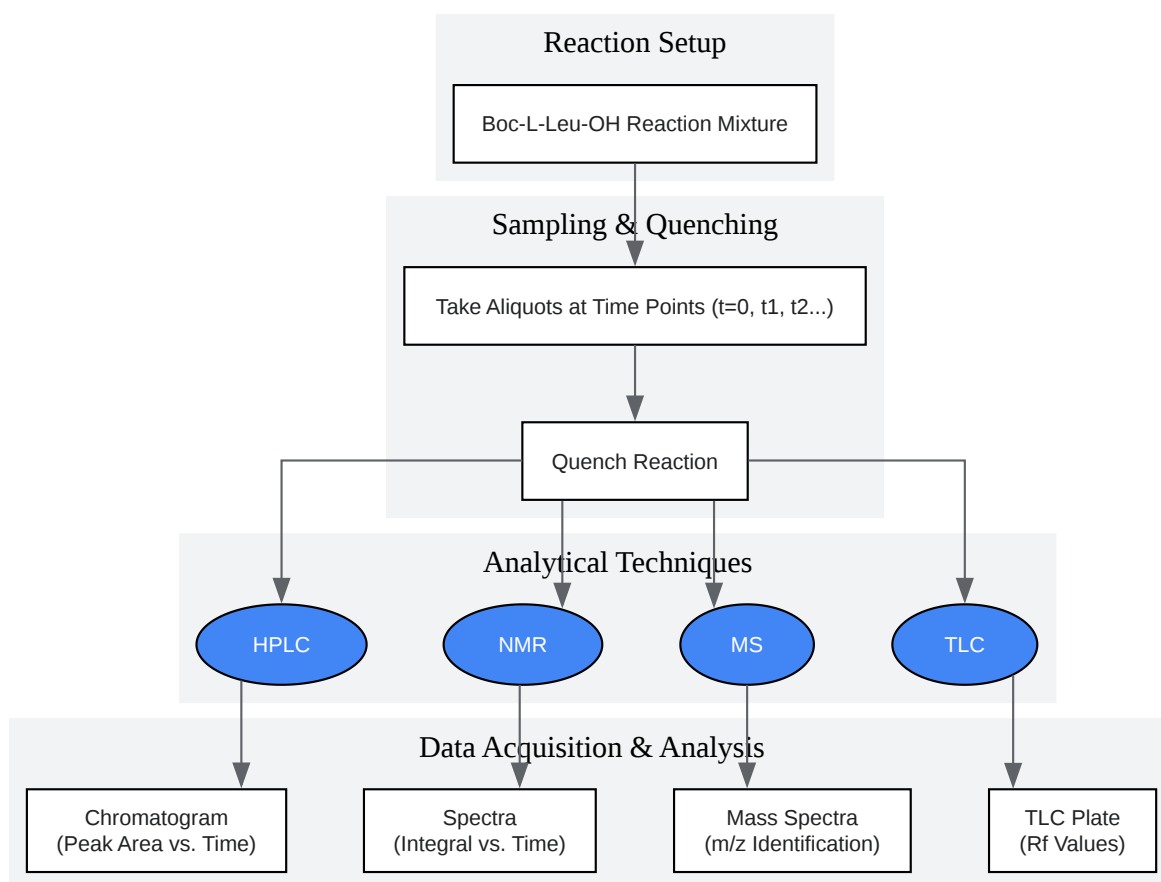 Reaction Setup
Boc-L-Leu-OH Reaction Mixture
Sampling & Quenching
Take Aliquots at Time Points (t=0, t1, t2...)
Quench Reaction
Analytical Techniques
HPLC
NMR
MS
TLC
Data Acquisition & Analysis
Chromatogram
(Peak Area vs. Time)
Spectra
(Integral vs. Time)
Mass Spectra
(m/z Identification)
TLC Plate
(Rf Values)